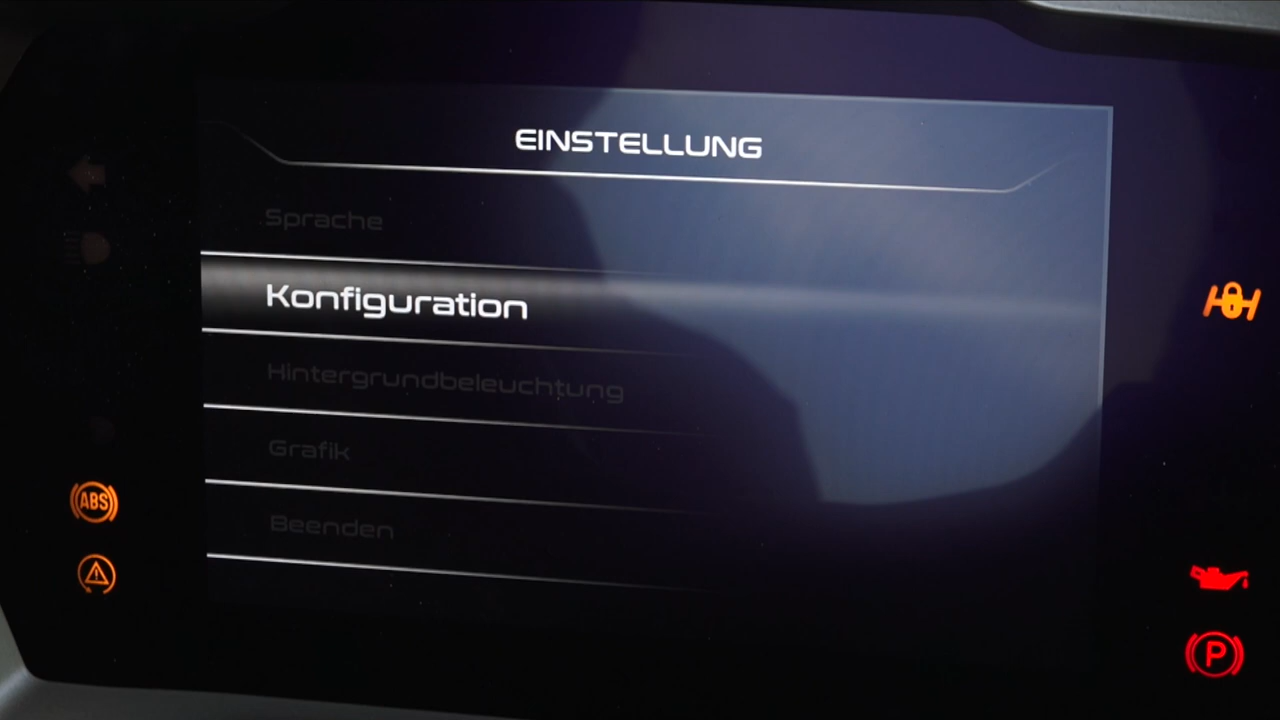 EINSTELLUNG
Sprache
Konfiguration
Hintergrundbeleuchtung
Grafik
Beenden
ABS
P